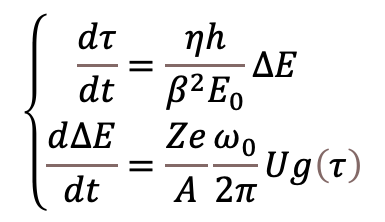 dτ/dt = ηh/β²E₀ ΔE
dΔE/dt = Ze/A ω₀/2π Ug(τ)